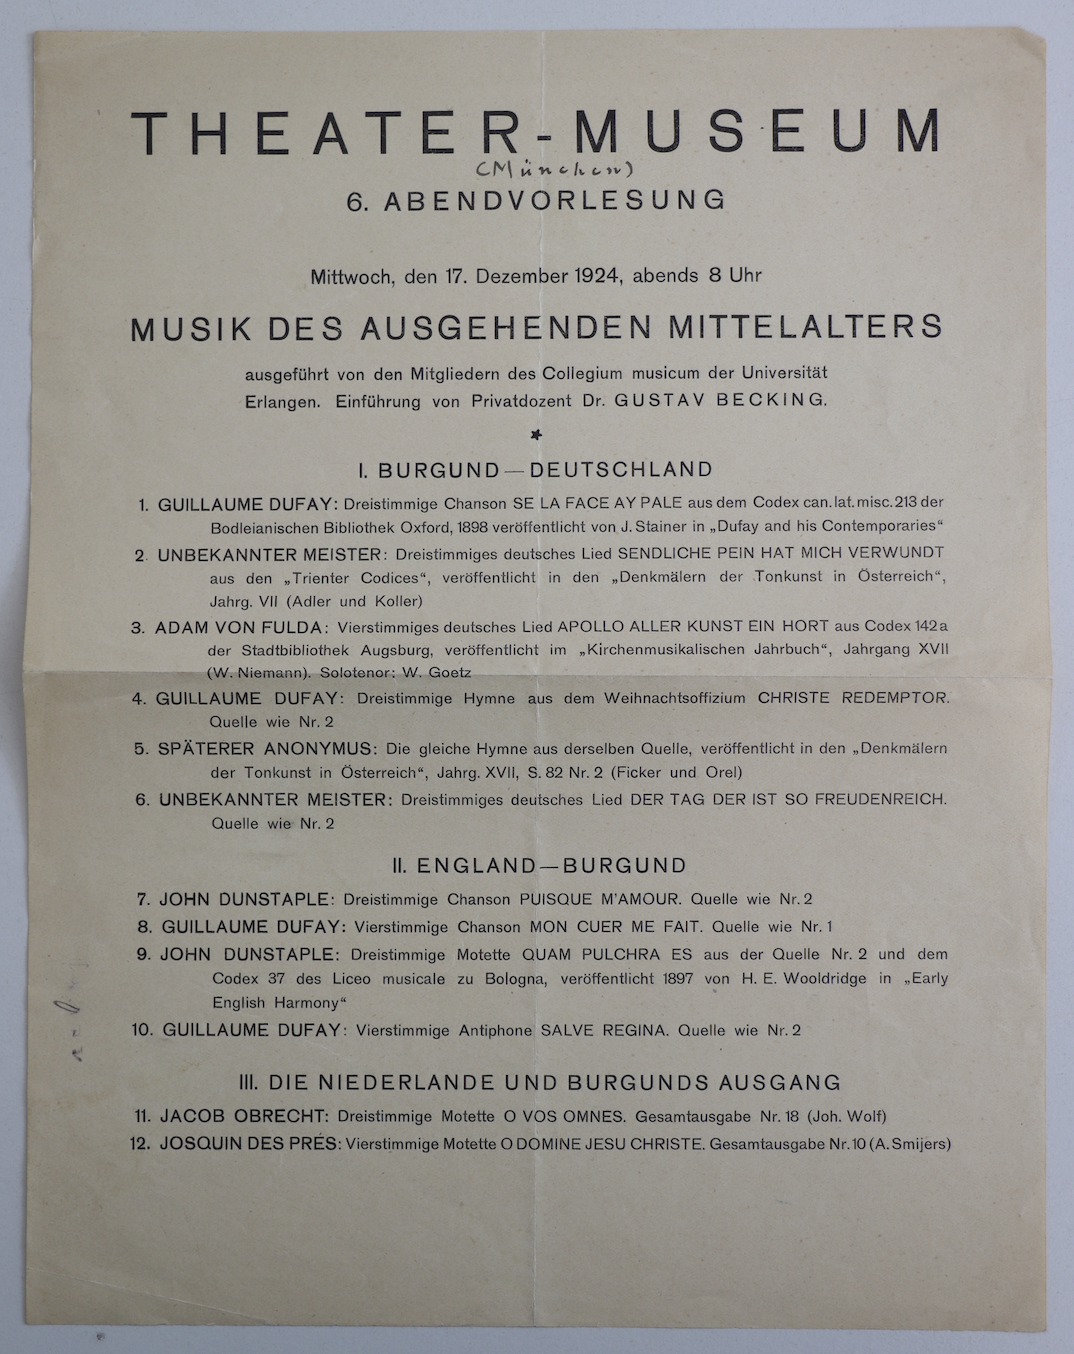 THEATER-MUSEUM
(München)
6. ABENDVORLESUNG
Mittwoch, den 17. Dezember 1924, abends 8 Uhr
MUSIK DES AUSGEHENDEN MITTELALTERS
ausgeführt von den Mitgliedern des Collegium musicum der Universität
Erlangen. Einführung von Privatdozent Dr. GUSTAV BECKING.
I. BURGUND—DEUTSCHLAND
1. GUILLAUME DUFAY: Dreistimmige Chanson SE LA FACE AY PALE aus dem Codex can. lat. misc. 213 der
Bodleianischen Bibliothek Oxford, 1898 veröffentlicht von J. Stainer in „Dufay and his Contemporaries“
2. UNBEKANNTER MEISTER: Dreistimmiges deutsches Lied SENDLICHE PEIN HAT MICH VERWUNDT
aus den „Trienter Codices“, veröffentlicht in den „Denkmälern der Tonkunst in Österreich“,
Jahrg. VII (Adler und Koller)
3. ADAM VON FULDA: Vierstimmiges deutsches Lied APOLLO ALLER KUNST EIN HORT aus Codex 142a
der Stadtbibliothek Augsburg, veröffentlicht im „Kirchenmusikalischen Jahrbuch“, Jahrgang XVII
(W. Niemann). Solotenor: W. Goetz
4. GUILLAUME DUFAY: Dreistimmige Hymne aus dem Weihnachtsoffizium CHRISTE REDEMPTOR.
Quelle wie Nr. 2
5. SPÄTERER ANONYMUS: Die gleiche Hymne aus derselben Quelle, veröffentlicht in den „Denkmälern
der Tonkunst in Österreich“, Jahrg. XVII, S. 82 Nr. 2 (Ficker und Orel)
6. UNBEKANNTER MEISTER: Dreistimmiges deutsches Lied DER TAG DER IST SO FREUDENREICH.
Quelle wie Nr. 2
II. ENGLAND—BURGUND
7. JOHN DUNSTAPLE: Dreistimmige Chanson PUISQUE M'AMOUR. Quelle wie Nr. 2
8. GUILLAUME DUFAY: Vierstimmige Chanson MON CUER ME FAIT. Quelle wie Nr. 1
9. JOHN DUNSTAPLE: Dreistimmige Motette QUAM PULCHRA ES aus der Quelle Nr. 2 und dem
Codex 37 des Liceo musicale zu Bologna, veröffentlicht 1897 von H. E. Wooldridge in „Early
English Harmony“
10. GUILLAUME DUFAY: Vierstimmige Antiphone SALVE REGINA. Quelle wie Nr. 2
III. DIE NIEDERLANDE UND BURGUNDS AUSGANG
11. JACOB OBRECHT: Dreistimmige Motette O VOS OMNES. Gesamtausgabe Nr. 18 (Joh. Wolf)
12. JOSQUIN DES PRÉS: Vierstimmige Motette O DOMINE JESU CHRISTE. Gesamtausgabe Nr. 10 (A. Smijers)